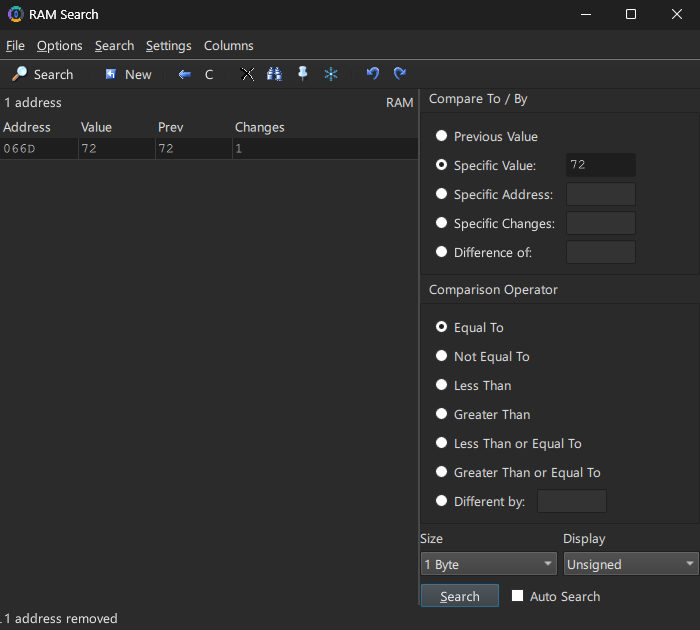 RAM Search
File Options Search Settings Columns
Search New C
1 address RAM
Address Value Prev Changes
066D 72 72 1
Compare To / By
Previous Value
Specific Value: 72
Specific Address:
Specific Changes:
Difference of:
Comparison Operator
Equal To
Not Equal To
Less Than
Greater Than
Less Than or Equal To
Greater Than or Equal To
Different by:
Size Display
1 Byte Unsigned
Search Auto Search
1 address removed